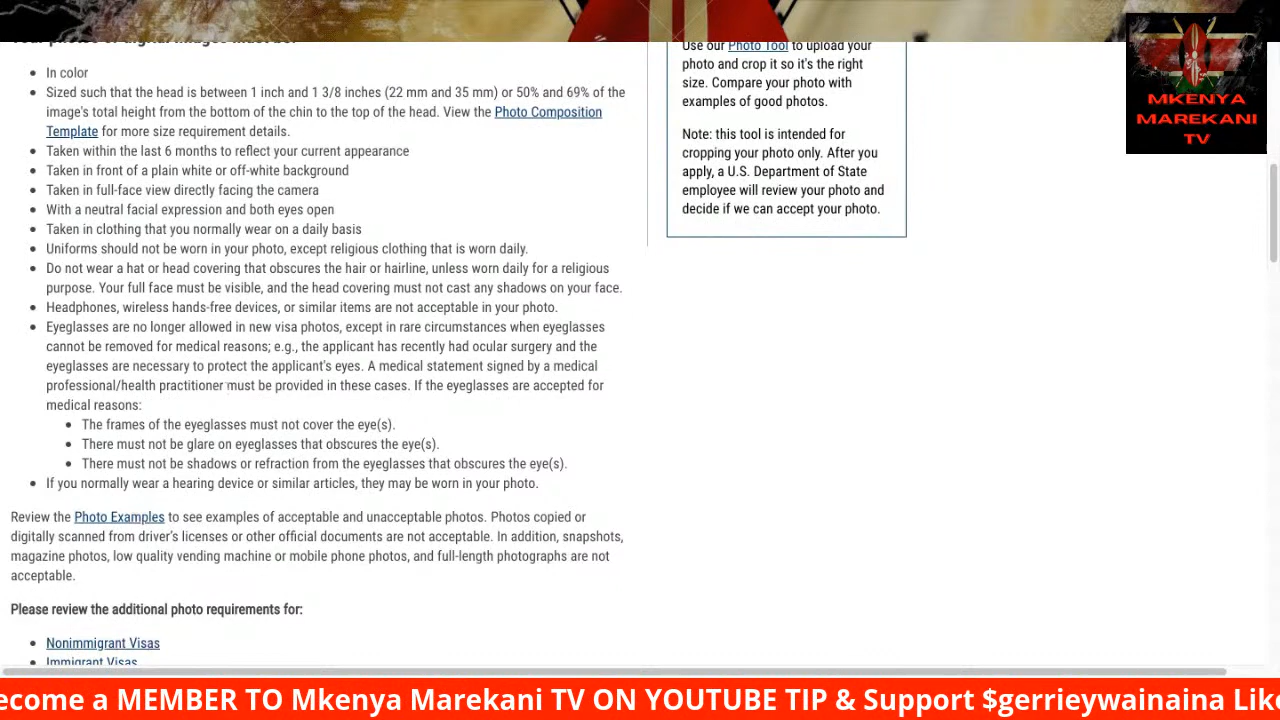 In color
Sized such that the head is between 1 inch and 1 3/8 inches (22 mm and 35 mm) or 50% and 69% of the
image's total height from the bottom of the chin to the top of the head. View the Photo Composition
Template for more size requirement details.
Taken within the last 6 months to reflect your current appearance
Taken in front of a plain white or off-white background
Taken in full-face view directly facing the camera
With a neutral facial expression and both eyes open
Taken in clothing that you normally wear on a daily basis
Uniforms should not be worn in your photo, except religious clothing that is worn daily.
Do not wear a hat or head covering that obscures the hair or hairline, unless worn daily for a religious
purpose. Your full face must be visible, and the head covering must not cast any shadows on your face.
Headphones, wireless hands-free devices, or similar items are not acceptable in your photo.
Eyeglasses are no longer allowed in new visa photos, except in rare circumstances when eyeglasses
cannot be removed for medical reasons; e.g., the applicant has recently had ocular surgery and the
eyeglasses are necessary to protect the applicant's eyes. A medical statement signed by a medical
professional/health practitioner must be provided in these cases. If the eyeglasses are accepted for
medical reasons:
The frames of the eyeglasses must not cover the eye(s).
There must not be glare on eyeglasses that obscures the eye(s).
There must not be shadows or refraction from the eyeglasses that obscures the eye(s).
If you normally wear a hearing device or similar articles, they may be worn in your photo.
Review the Photo Examples to see examples of acceptable and unacceptable photos. Photos copied or
digitally scanned from driver's licenses or other official documents are not acceptable. In addition, snapshots,
magazine photos, low quality vending machine or mobile phone photos, and full-length photographs are not
acceptable.
Please review the additional photo requirements for:
Nonimmigrant Visas
Immigrant Visas
Use our Photo Tool to upload your
photo and crop it so it's the right
size. Compare your photo with
examples of good photos.
Note: this tool is intended for
cropping your photo only. After you
apply, a U.S. Department of State
employee will review your photo and
decide if we can accept your photo.
MKENYA
MAREKANI
TV
ecome a MEMBER TO Mkenya Marekani TV ON YOUTUBE TIP & Support $gerrieywainaina Like